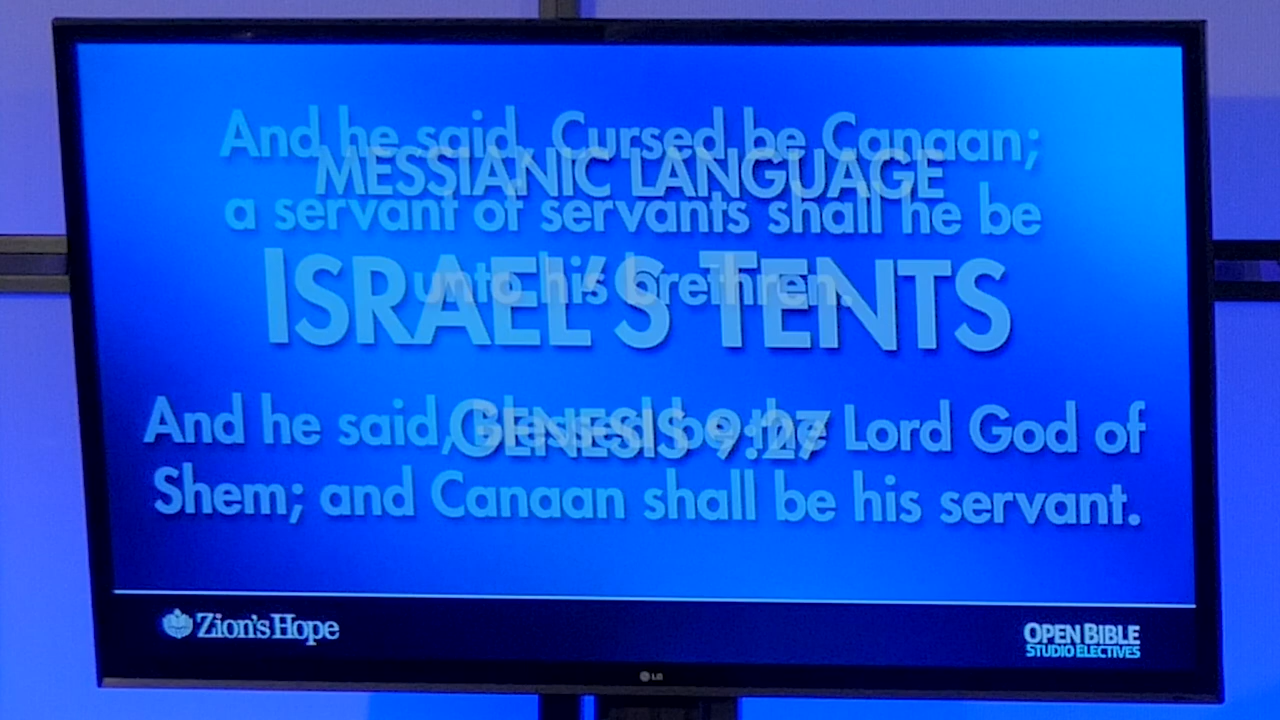 And he said, Cursed be Canaan;
MESSIANIC LANGUAGE
a servant of servants shall he be
unto his brethren.
ISRAEL'S TENTS
And he said, Blessed be the Lord God of
GENESIS 9:27
Shem; and Canaan shall be his servant.
Zion's Hope
OPEN BIBLE
STUDIO ELECTIVES
LG